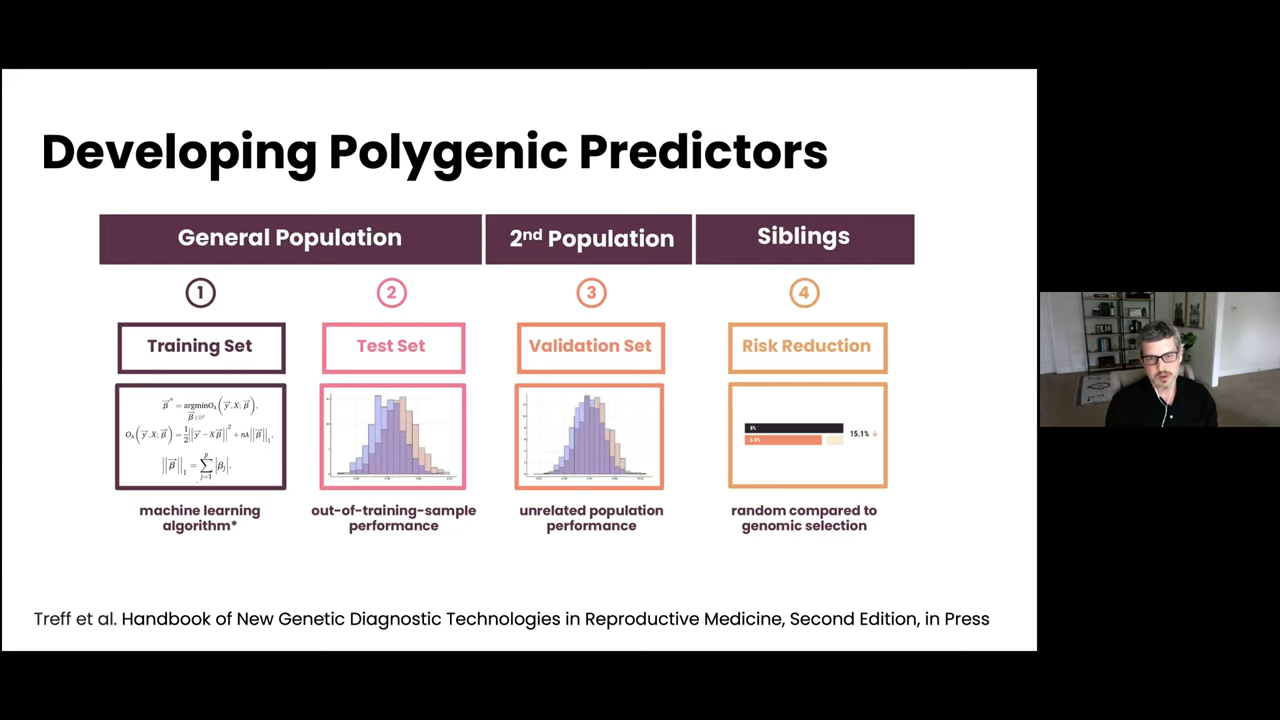 Developing Polygenic Predictors
General Population
2nd Population
Siblings
1
2
3
4
Training Set
Test Set
Validation Set
Risk Reduction
15.1% ↓
machine learning
algorithm*
out-of-training-sample
performance
unrelated population
performance
random compared to
genomic selection
Treff et al. Handbook of New Genetic Diagnostic Technologies in Reproductive Medicine, Second Edition, in Press